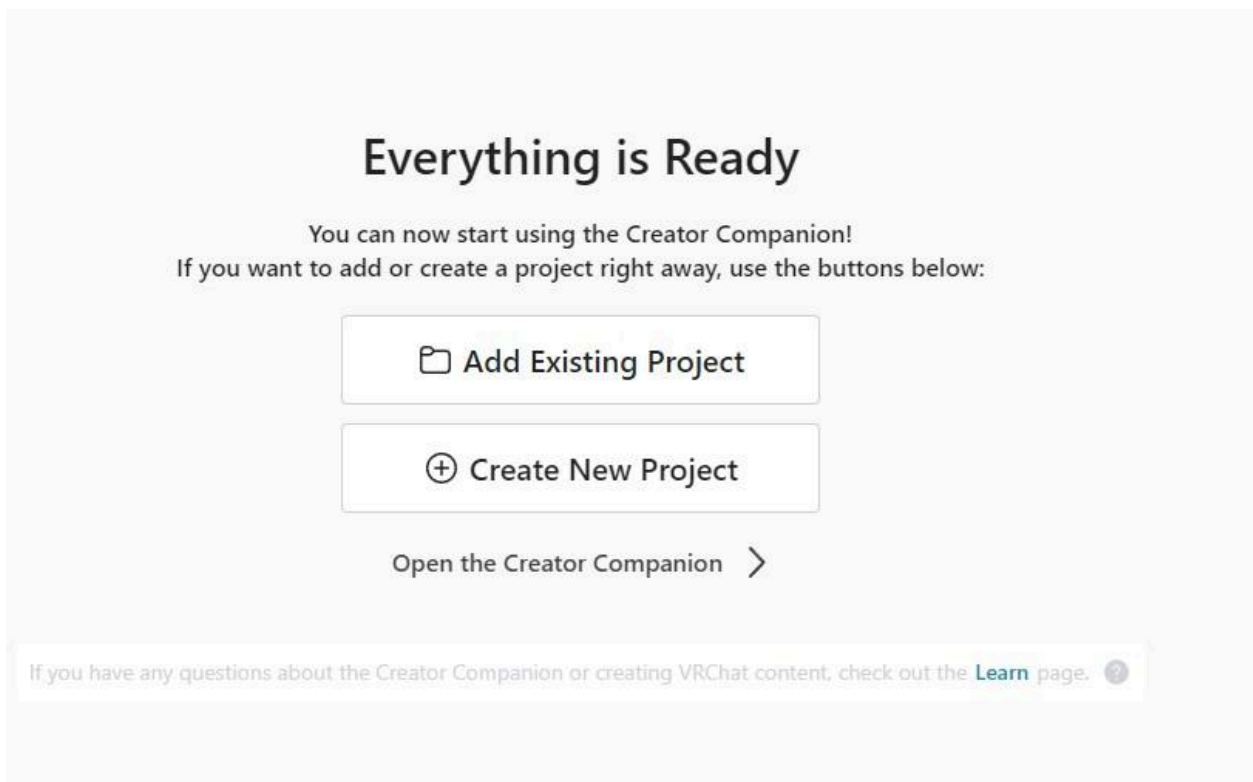 Everything is Ready
You can now start using the Creator Companion!
If you want to add or create a project right away, use the buttons below:
Add Existing Project
Create New Project
Open the Creator Companion
If you have any questions about the Creator Companion or creating VRChat content, check out the Learn page.